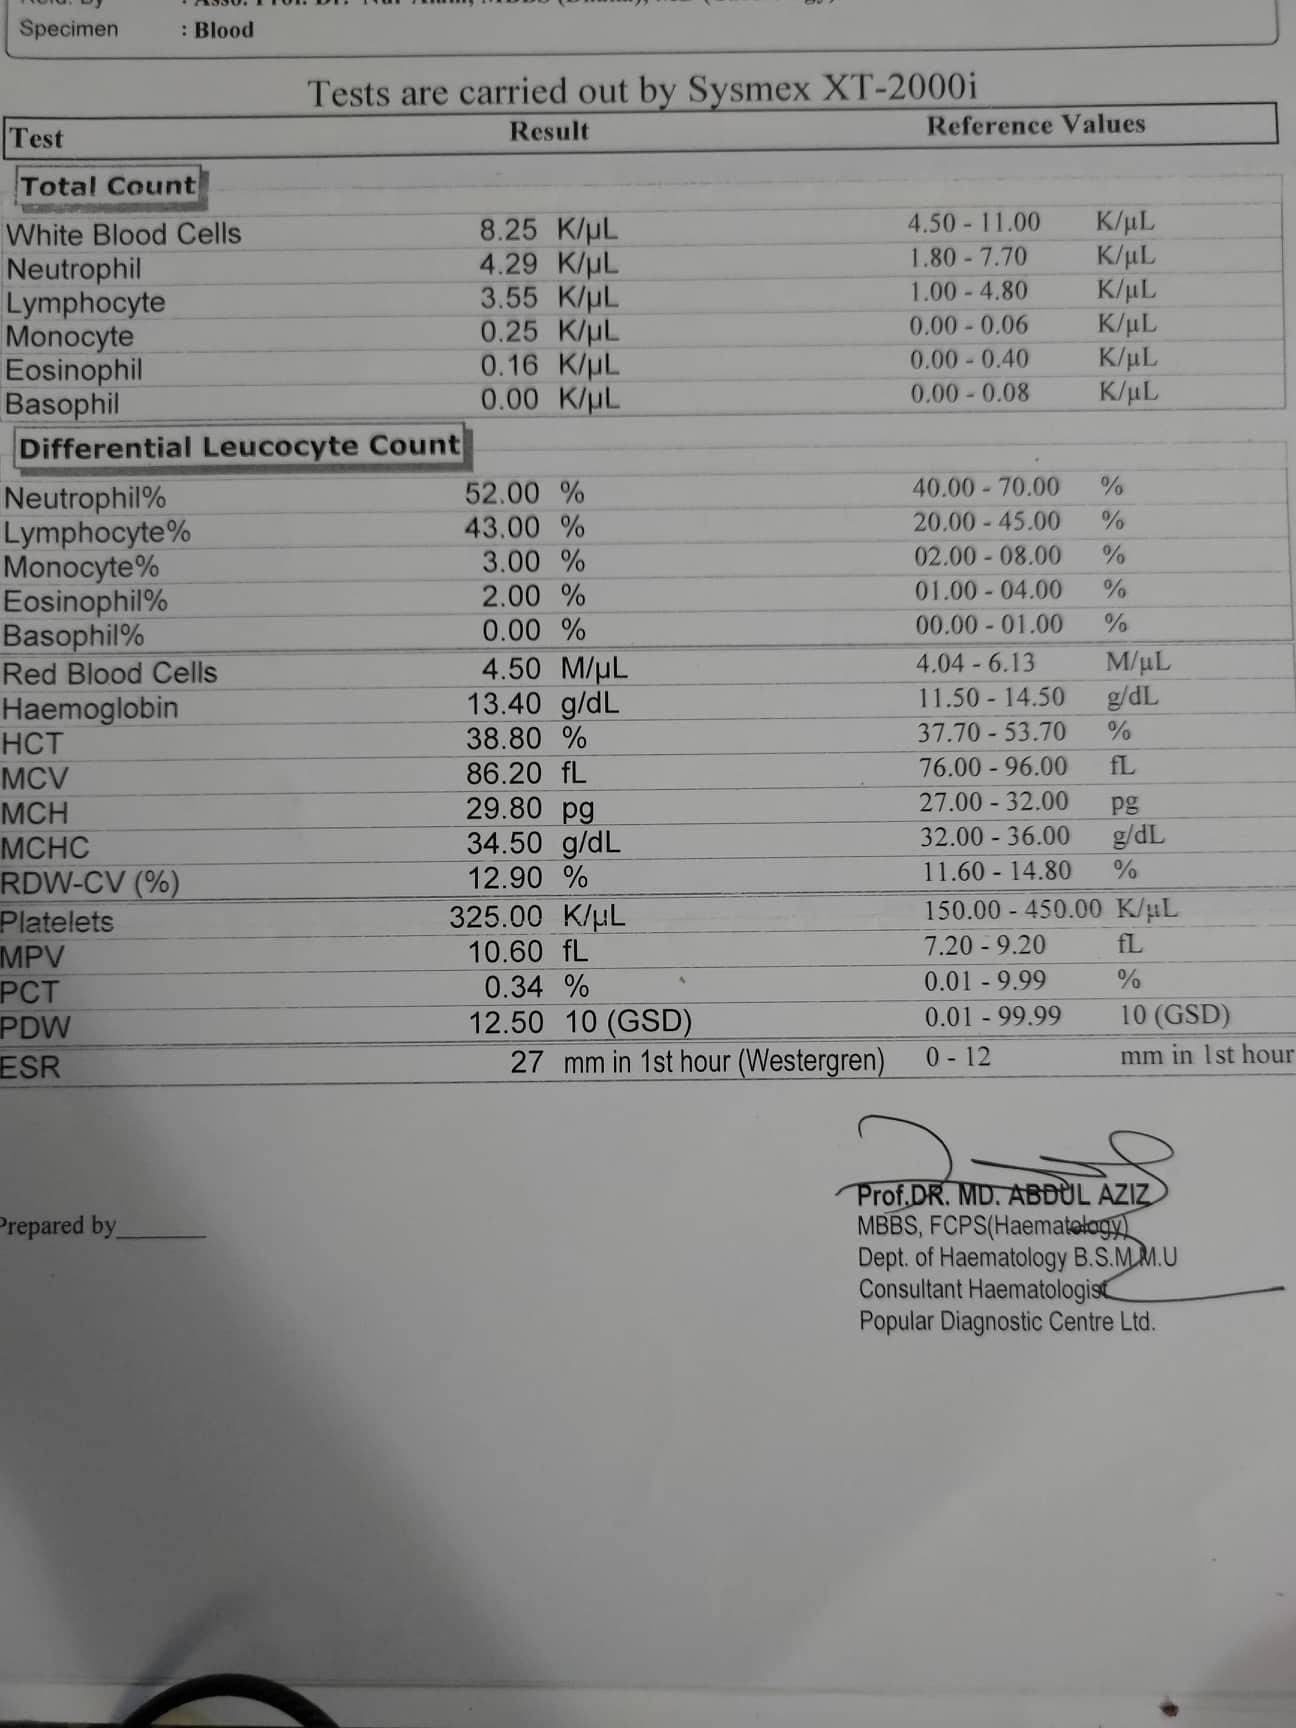 : Asso. Prof. Dr. Nur Alam, MBBS (Dhaka),
Specimen : Blood
Tests are carried out by Sysmex XT-2000i
Test Result Reference Values
Total Count
White Blood Cells 8.25 K/µL 4.50 - 11.00 K/µL
Neutrophil 4.29 K/µL 1.80 - 7.70 K/µL
Lymphocyte 3.55 K/µL 1.00 - 4.80 K/µL
Monocyte 0.25 K/µL 0.00 - 0.06 K/µL
Eosinophil 0.16 K/µL 0.00 - 0.40 K/µL
Basophil 0.00 K/µL 0.00 - 0.08 K/µL
Differential Leucocyte Count
Neutrophil% 52.00 % 40.00 - 70.00 %
Lymphocyte% 43.00 % 20.00 - 45.00 %
Monocyte% 3.00 % 02.00 - 08.00 %
Eosinophil% 2.00 % 01.00 - 04.00 %
Basophil% 0.00 % 00.00 - 01.00 %
Red Blood Cells 4.50 M/µL 4.04 - 6.13 M/µL
Haemoglobin 13.40 g/dL 11.50 - 14.50 g/dL
HCT 38.80 % 37.70 - 53.70 %
MCV 86.20 fL 76.00 - 96.00 fL
MCH 29.80 pg 27.00 - 32.00 pg
MCHC 34.50 g/dL 32.00 - 36.00 g/dL
RDW-CV (%) 12.90 % 11.60 - 14.80 %
Platelets 325.00 K/µL 150.00 - 450.00 K/µL
MPV 10.60 fL 7.20 - 9.20 fL
PCT 0.34 % 0.01 - 9.99 %
PDW 12.50 10 (GSD) 0.01 - 99.99 10 (GSD)
ESR 27 mm in 1st hour (Westergren) 0 - 12 mm in 1st hour
Prof.DR. MD. ABDUL AZIZ
Prepared by_______
MBBS, FCPS(Haematology)
Dept. of Haematology B.S.M.M.U
Consultant Haematologist
Popular Diagnostic Centre Ltd.